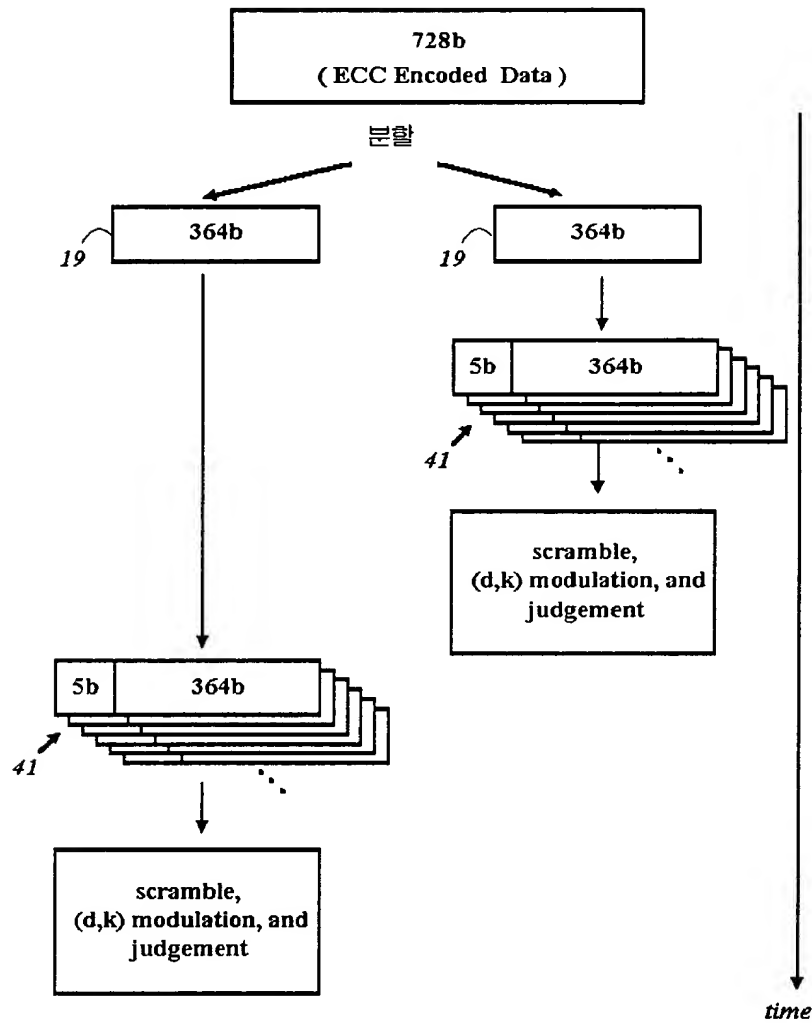 728b
( ECC Encoded Data )
분할
19
364b
19
364b
5b
364b
41
scramble,
(d,k) modulation, and
judgement
5b
364b
41
scramble,
(d,k) modulation, and
judgement
time